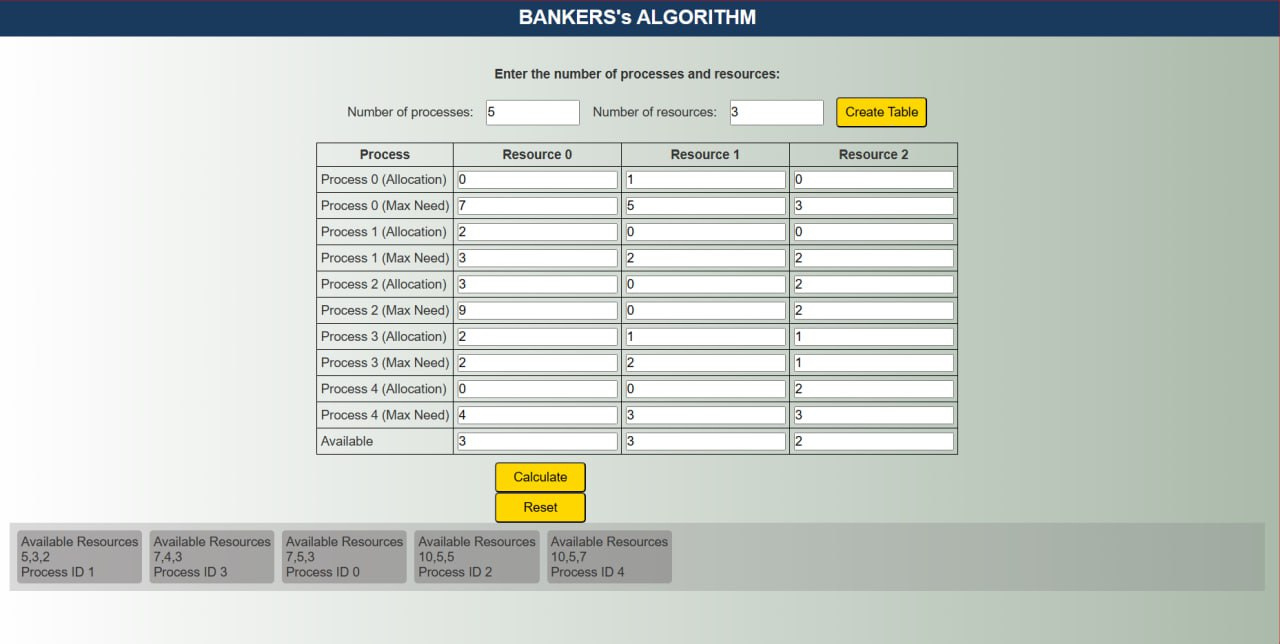 BANKERS's ALGORITHM
Enter the number of processes and resources:
Number of processes: 5 Number of resources: 3 Create Table
Process Resource 0 Resource 1 Resource 2
Process 0 (Allocation) 0 1 0
Process 0 (Max Need) 7 5 3
Process 1 (Allocation) 2 0 0
Process 1 (Max Need) 3 2 2
Process 2 (Allocation) 3 0 2
Process 2 (Max Need) 9 0 2
Process 3 (Allocation) 2 1 1
Process 3 (Max Need) 2 2 1
Process 4 (Allocation) 0 0 2
Process 4 (Max Need) 4 3 3
Available 3 3 2
Calculate
Reset
Available Resources
5,3,2
Process ID 1
Available Resources
7,4,3
Process ID 3
Available Resources
7,5,3
Process ID 0
Available Resources
10,5,5
Process ID 2
Available Resources
10,5,7
Process ID 4